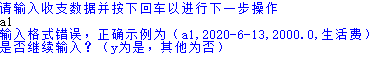 请输入收支数据并按下回车以进行下一步操作
a1
输入格式错误，正确示例为（a1,2020-6-13,2000.0,生活费）
是否继续输入？（y为是，其他为否）